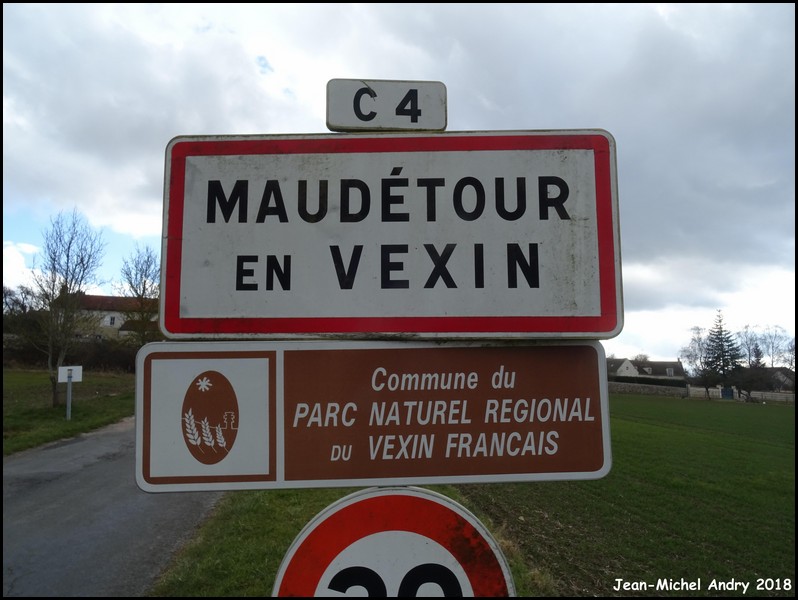 C 4
MAUDÉTOUR
EN VEXIN
Commune du
PARC NATUREL REGIONAL
DU VEXIN FRANCAIS
Jean-Michel Andry 2018